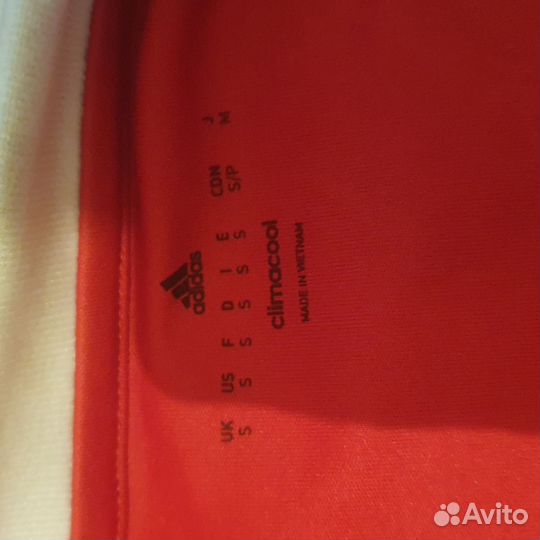 adidas
UK US F D I E CDN J
S S S S S S S/P M
climacool
MADE IN VIETNAM
Avito